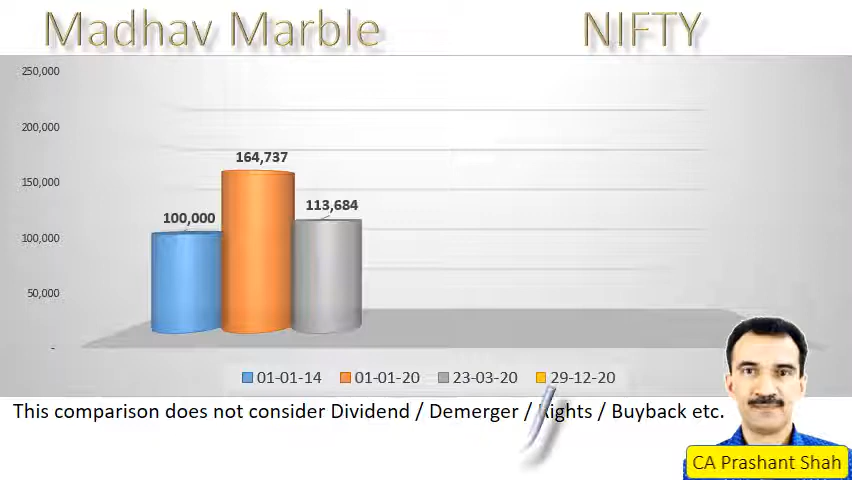 Madhav Marble NIFTY
250,000
200,000
150,000
100,000
50,000
-
100,000
164,737
113,684
01-01-14 01-01-20 23-03-20 29-12-20
This comparison does not consider Dividend / Demerger / Rights / Buyback etc.
CA Prashant Shah